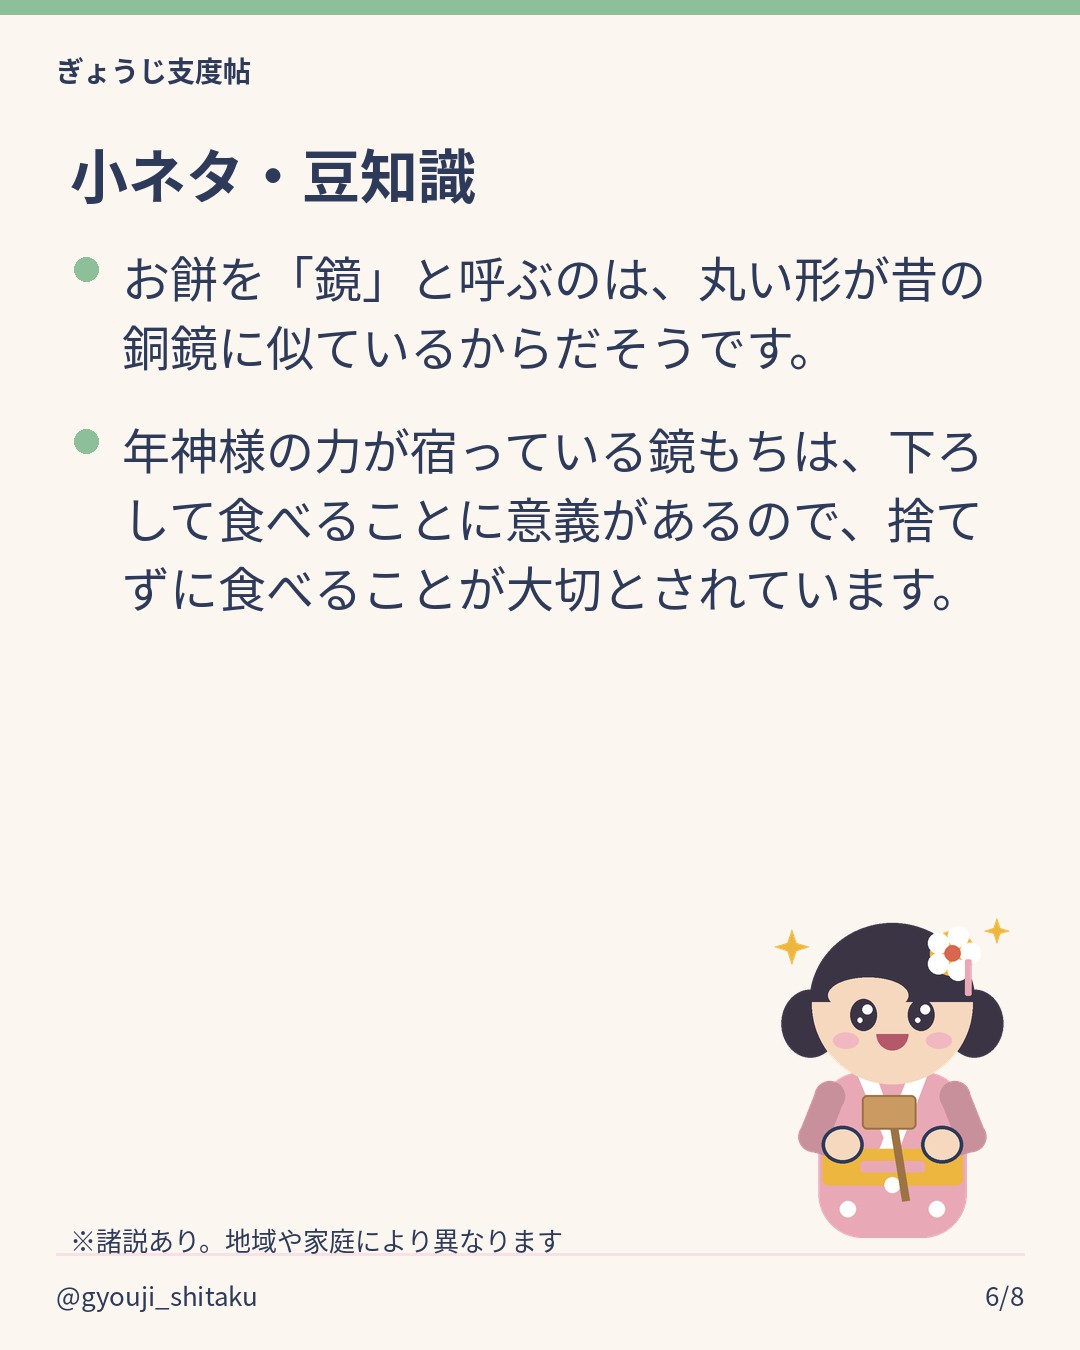 ぎょうじ支度帖
小ネタ・豆知識
お餅を「鏡」と呼ぶのは、丸い形が昔の
銅鏡に似ているからだそうです。
年神様の力が宿っている鏡もちは、下ろ
して食べることに意義があるので、捨て
ずに食べることが大切とされています。
※諸説あり。地域や家庭により異なります
@gyouji_shitaku
6/8